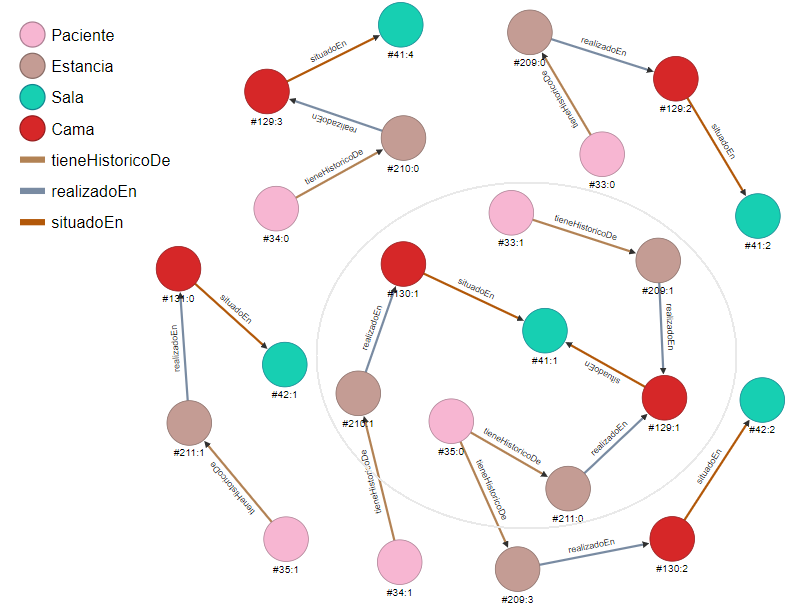 Paciente
Estancia
Sala
Cama
tieneHistoricoDe
realizadoEn
situadoEn
#41:4
situadoEn
#129:3
realizadoEn
#210:0
tieneHistoricoDe
#34:0
#209:0
realizadoEn
#129:2
tieneHistoricoDe
situadoEn
#33:0
#41:2
#33:1
tieneHistoricoDe
#209:1
realizadoEn
#130:1
situadoEn
#41:1
situadoEn
realizadoEn
#129:1
#131:0
situadoEn
#42:1
realizadoEn
#211:1
tieneHistoricoDe
#35:1
#210:1
tieneHistoricoDe
#34:1
#35:0
tieneHistoricoDe
realizadoEn
#211:0
tieneHistoricoDe
#209:3
realizadoEn
#130:2
situadoEn
#42:2